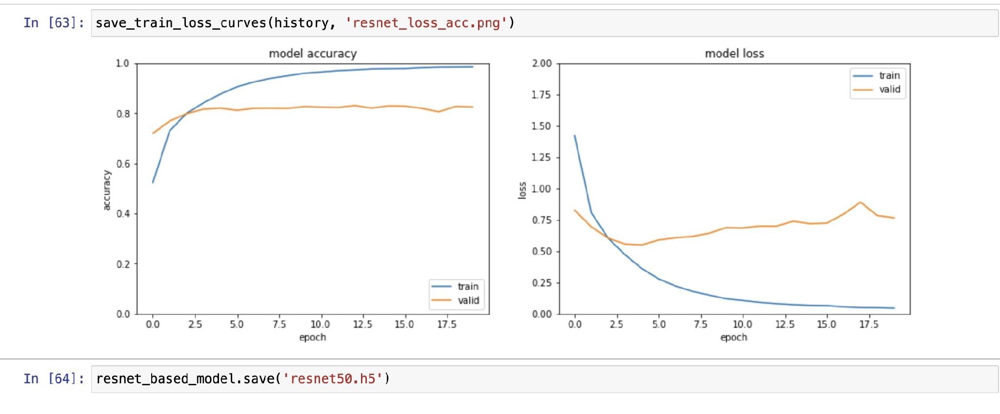 In [63]: save_train_loss_curves(history, 'resnet_loss_acc.png')
model accuracy
1.0
0.8
0.6
0.4
0.2
0.0
accuracy
train
valid
0.0 2.5 5.0 7.5 10.0 12.5 15.0 17.5
epoch
model loss
2.00
1.75
1.50
1.25
1.00
0.75
0.50
0.25
0.00
loss
train
valid
0.0 2.5 5.0 7.5 10.0 12.5 15.0 17.5
epoch
In [64]: resnet_based_model.save('resnet50.h5')